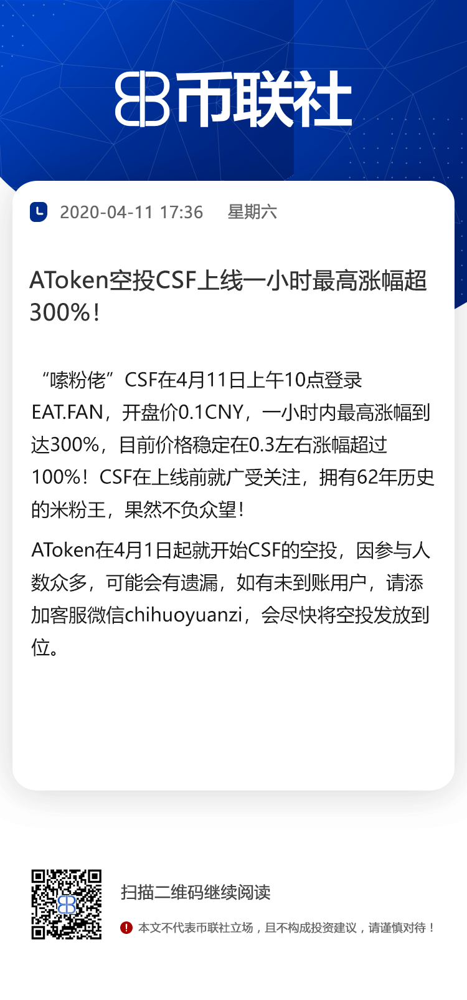 币联社
2020-04-11 17:36 星期六
AToken空投CSF上线一小时最高涨幅超
300%！
“嗦粉佬”CSF在4月11日上午10点登录
EAT.FAN，开盘价0.1CNY，一小时内最高涨幅到
达300%，目前价格稳定在0.3左右涨幅超过
100%！CSF在上线前就广受关注，拥有62年历史
的米粉王，果然不负众望！
AToken在4月1日起就开始CSF的空投，因参与人
数众多，可能会有遗漏，如有未到账用户，请添
加客服微信chihuoyuanzi，会尽快将空投发放到
位。
扫描二维码继续阅读
本文不代表币联社立场，且不构成投资建议，请谨慎对待！